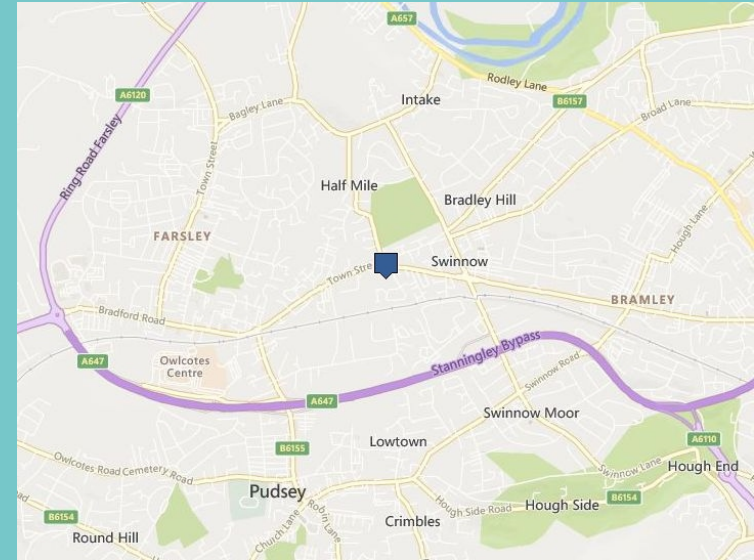 A657
Rodley Lane
A6120
Intake
B6157
Bagley Lane
Broad Lane
Ring Road Farsley
Town Street
Half Mile
Bradley Hill
Hough Lane
FARSLEY
Swinnow
Town Stre
BRAMLEY
Bradford Road
Stanningley Bypass
A647
Owlcotes
Centre
Swinnow Road
A647
Swinnow Moor
Lowtown
A6110
B6155
Owlcotes Road Cemetery Road
Swinnow Lane
Hough End
Pudsey
Robin Lane
Hough Side Road
Hough Side
B6154
B6154
Crimbles
Church Lane
Round Hill